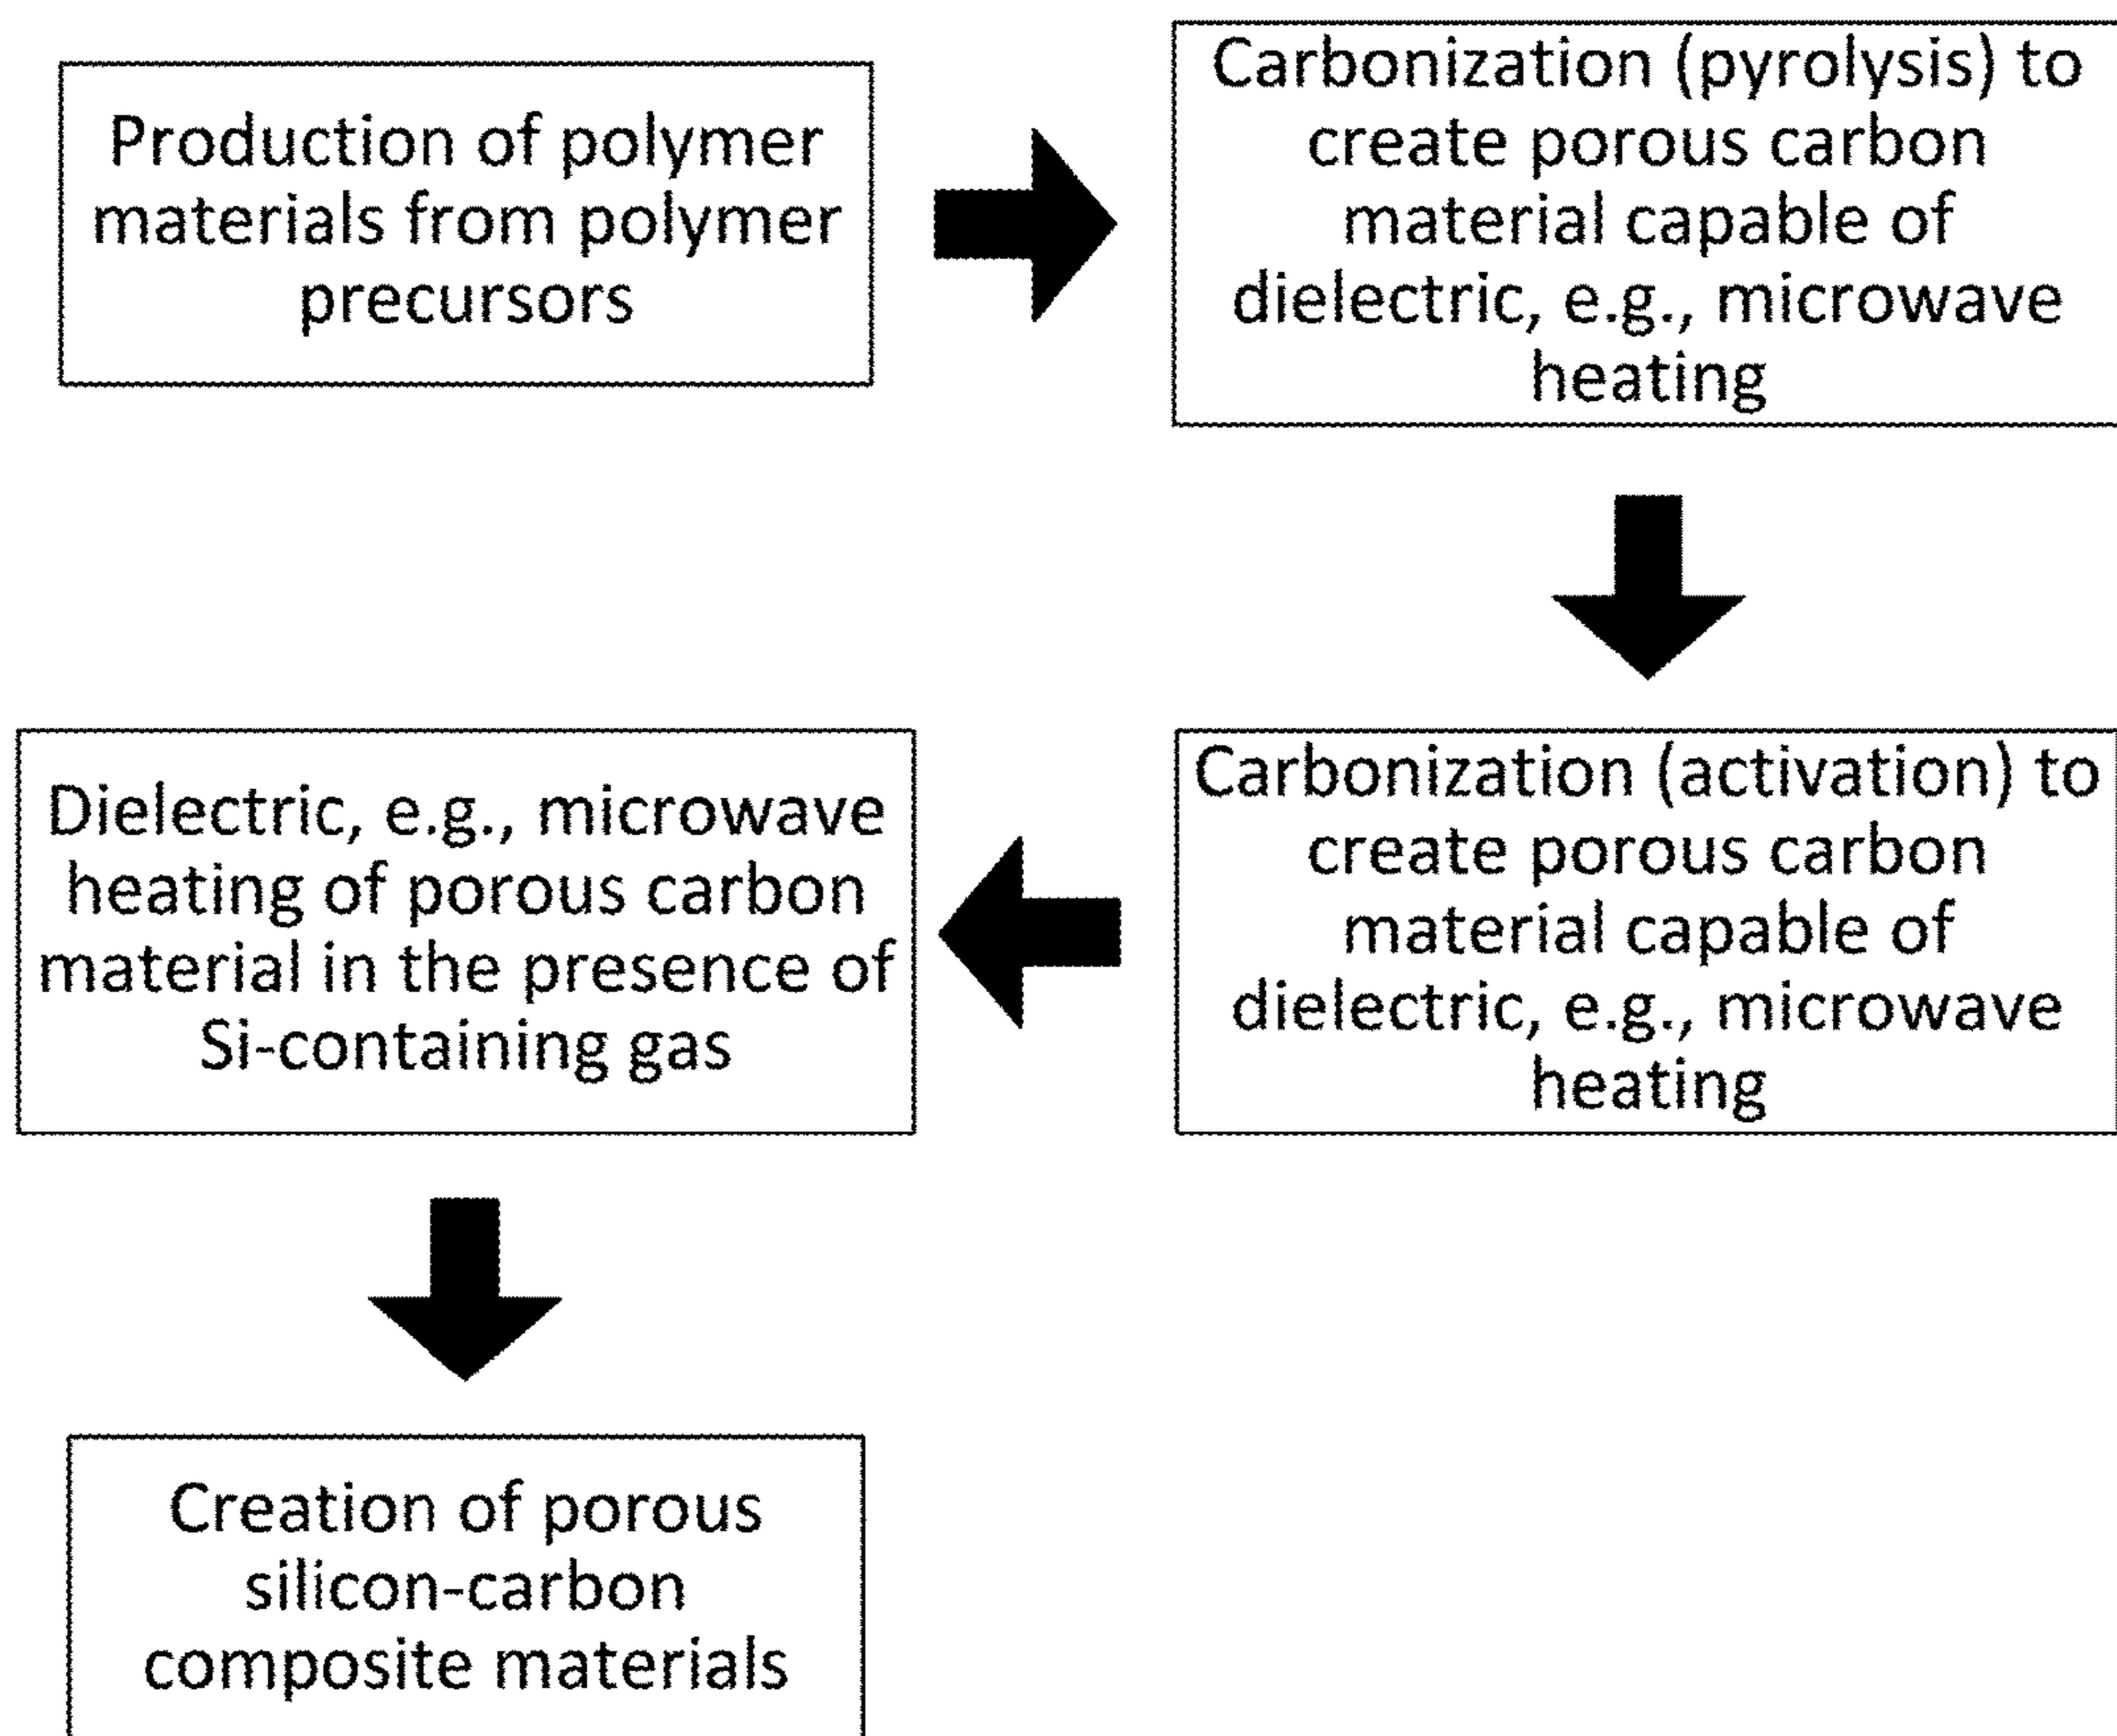 Production of polymer
materials from polymer
precursors
Carbonization (pyrolysis) to
create porous carbon
material capable of
dielectric, e.g., microwave
heating
Carbonization (activation) to
create porous carbon
material capable of
dielectric, e.g., microwave
heating
Dielectric, e.g., microwave
heating of porous carbon
material in the presence of
Si-containing gas
Creation of porous
silicon-carbon
composite materials